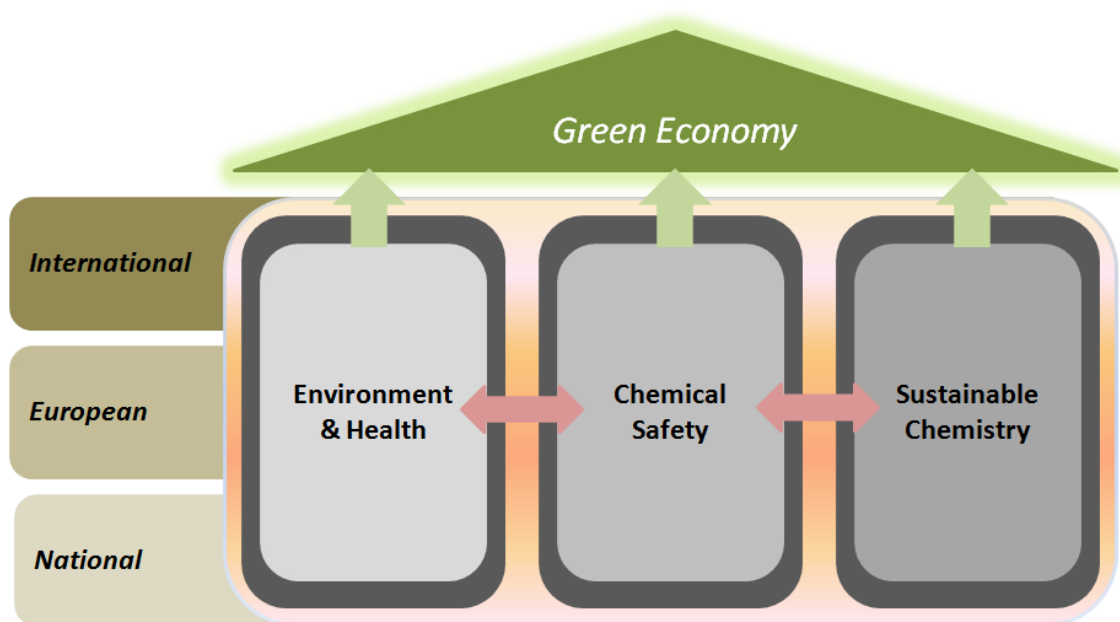 Green Economy
International
European
National
Environment
& Health
Chemical
Safety
Sustainable
Chemistry